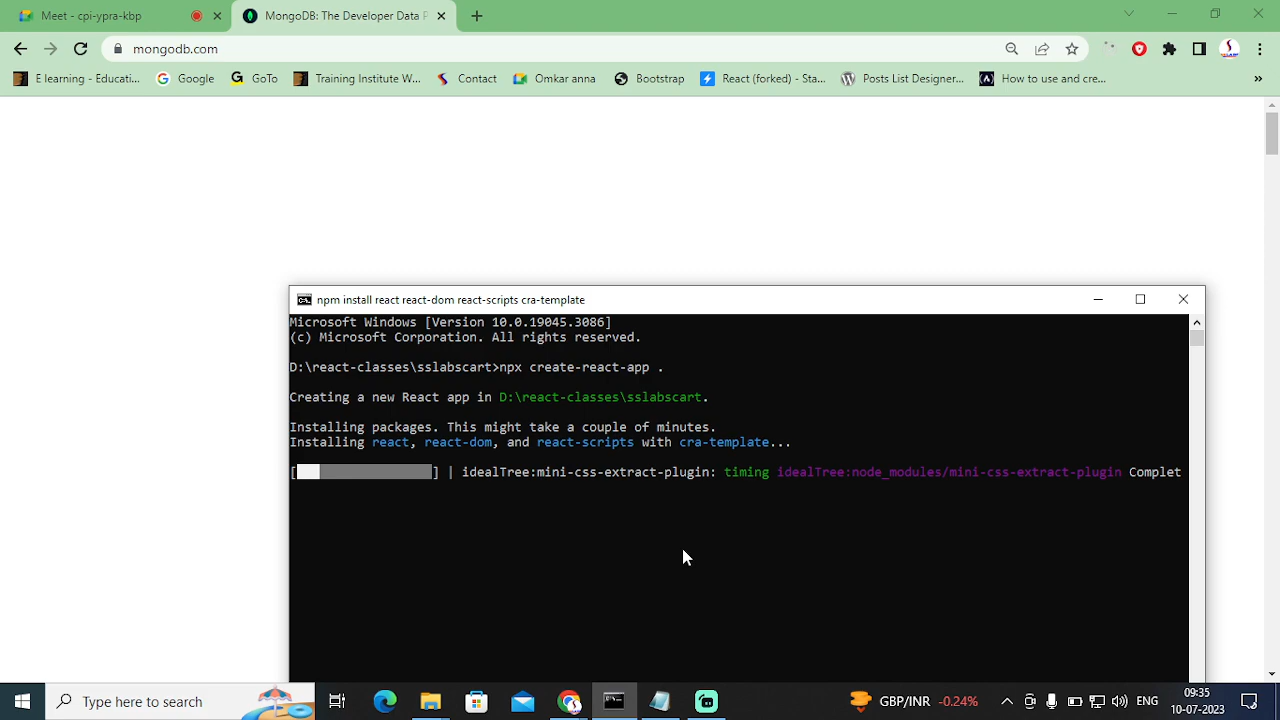 Meet - cpi-ypra-kbp
MongoDB: The Developer Data P
mongodb.com
E learning - Educati...
Google
GoTo
Training Institute W...
Contact
Omkar anna
Bootstrap
React (forked) - Sta...
Posts List Designer...
How to use and cre...
»
npm install react react-dom react-scripts cra-template
Microsoft Windows [Version 10.0.19045.3086]
(c) Microsoft Corporation. All rights reserved.
D:\react-classes\sslabscart>npx create-react-app .
Creating a new React app in D:\react-classes\sslabscart.
Installing packages. This might take a couple of minutes.
Installing react, react-dom, and react-scripts with cra-template...
[ ] | idealTree:mini-css-extract-plugin: timing idealTree:node_modules/mini-css-extract-plugin Complet
Type here to search
GBP/INR -0.24%
ENG
09:35
10-07-2023